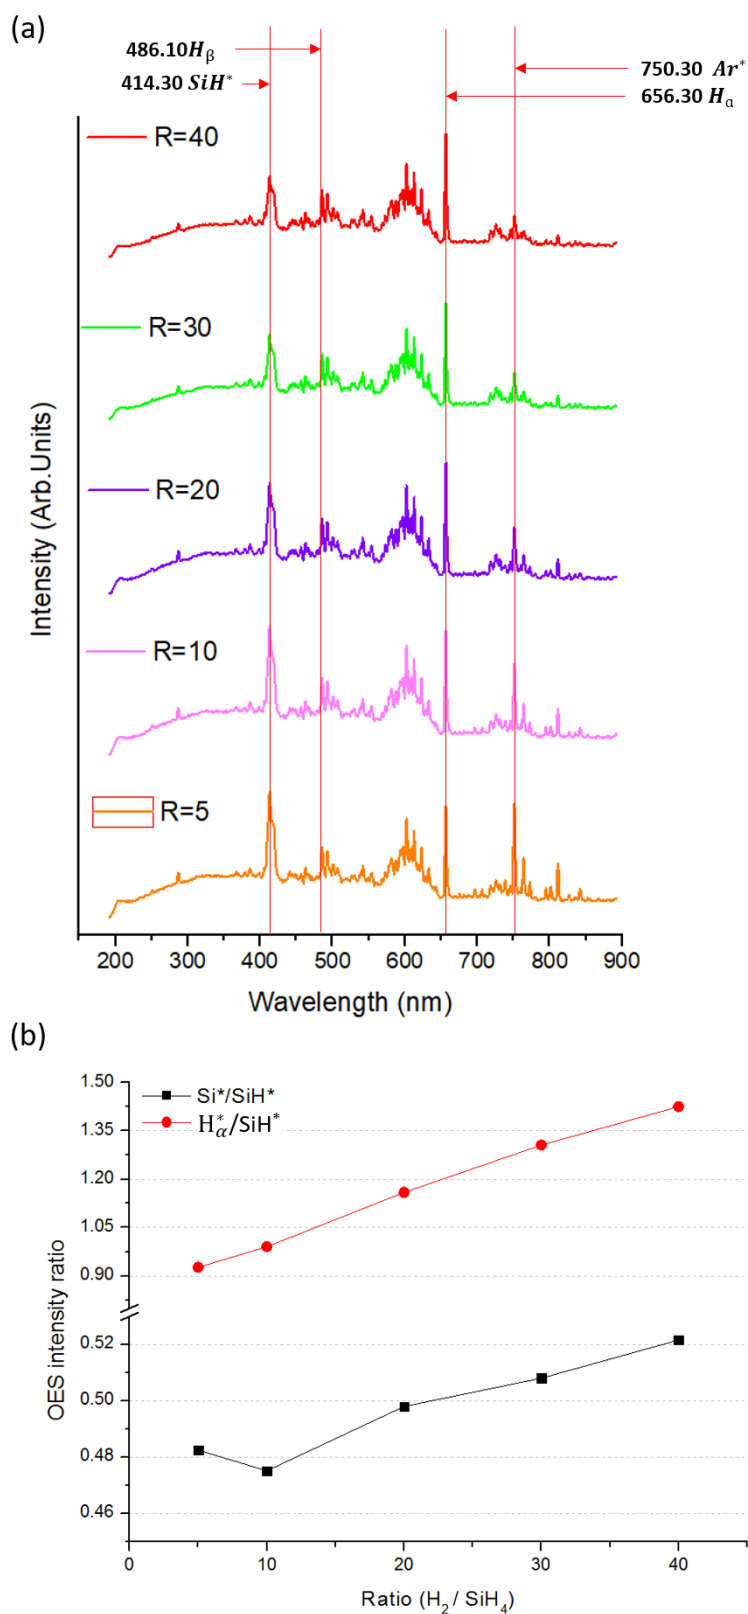 (a)
486.10H_β
414.30 SiH*
750.30 Ar*
656.30 H_α
R=40
R=30
R=20
R=10
R=5
Intensity (Arb.Units)
200 300 400 500 600 700 800 900
Wavelength (nm)
(b)
Si*/SiH*
H*α/SiH*
1.50
1.35
1.20
1.05
0.90
0.52
0.50
0.48
0.46
OES intensity ratio
0 10 20 30 40
Ratio (H₂ / SiH₄)